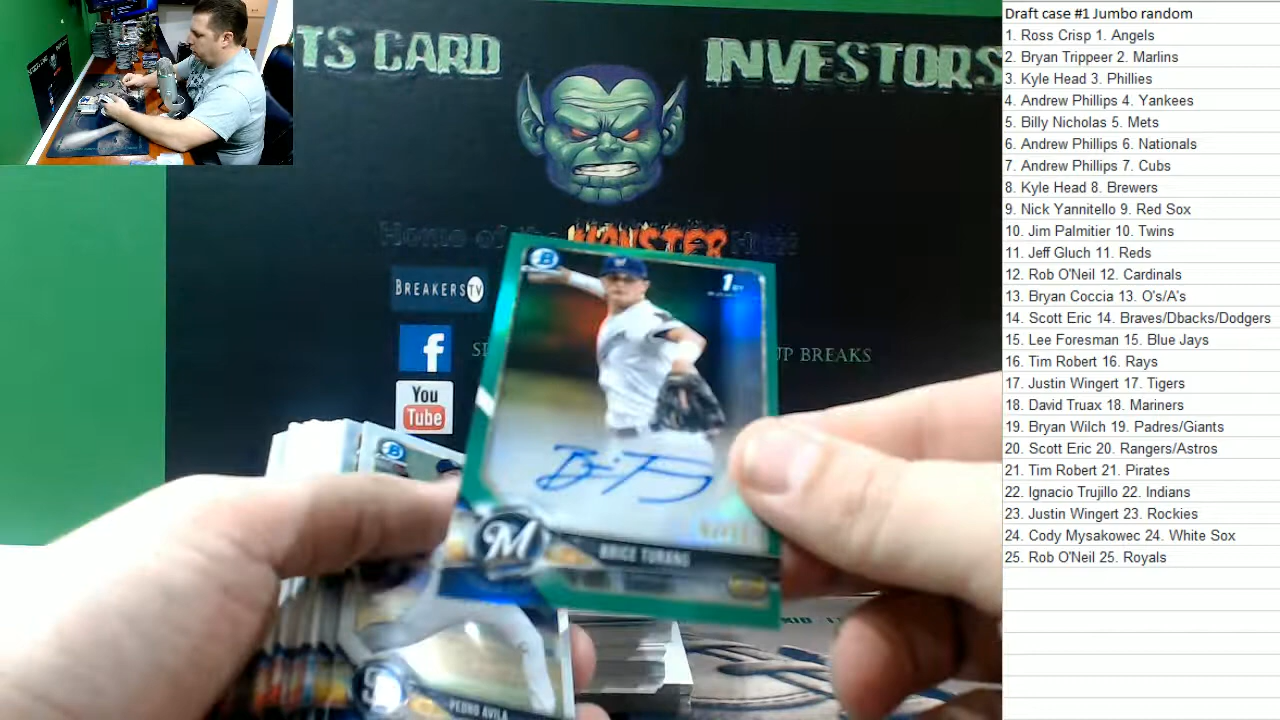 TS CARD INVESTORS
Home of the MONSTER
BREAKERSTV
f
UP BREAKS
You
Tube
B
1ST
M
BRICE TURANG
B
PEDRO AVILA
Draft case #1 Jumbo random
1. Ross Crisp 1. Angels
2. Bryan Trippeer 2. Marlins
3. Kyle Head 3. Phillies
4. Andrew Phillips 4. Yankees
5. Billy Nicholas 5. Mets
6. Andrew Phillips 6. Nationals
7. Andrew Phillips 7. Cubs
8. Kyle Head 8. Brewers
9. Nick Yannitello 9. Red Sox
10. Jim Palmitier 10. Twins
11. Jeff Gluch 11. Reds
12. Rob O'Neil 12. Cardinals
13. Bryan Coccia 13. O's/A's
14. Scott Eric 14. Braves/Dbacks/Dodgers
15. Lee Foresman 15. Blue Jays
16. Tim Robert 16. Rays
17. Justin Wingert 17. Tigers
18. David Truax 18. Mariners
19. Bryan Wilch 19. Padres/Giants
20. Scott Eric 20. Rangers/Astros
21. Tim Robert 21. Pirates
22. Ignacio Trujillo 22. Indians
23. Justin Wingert 23. Rockies
24. Cody Mysakowec 24. White Sox
25. Rob O'Neil 25. Royals